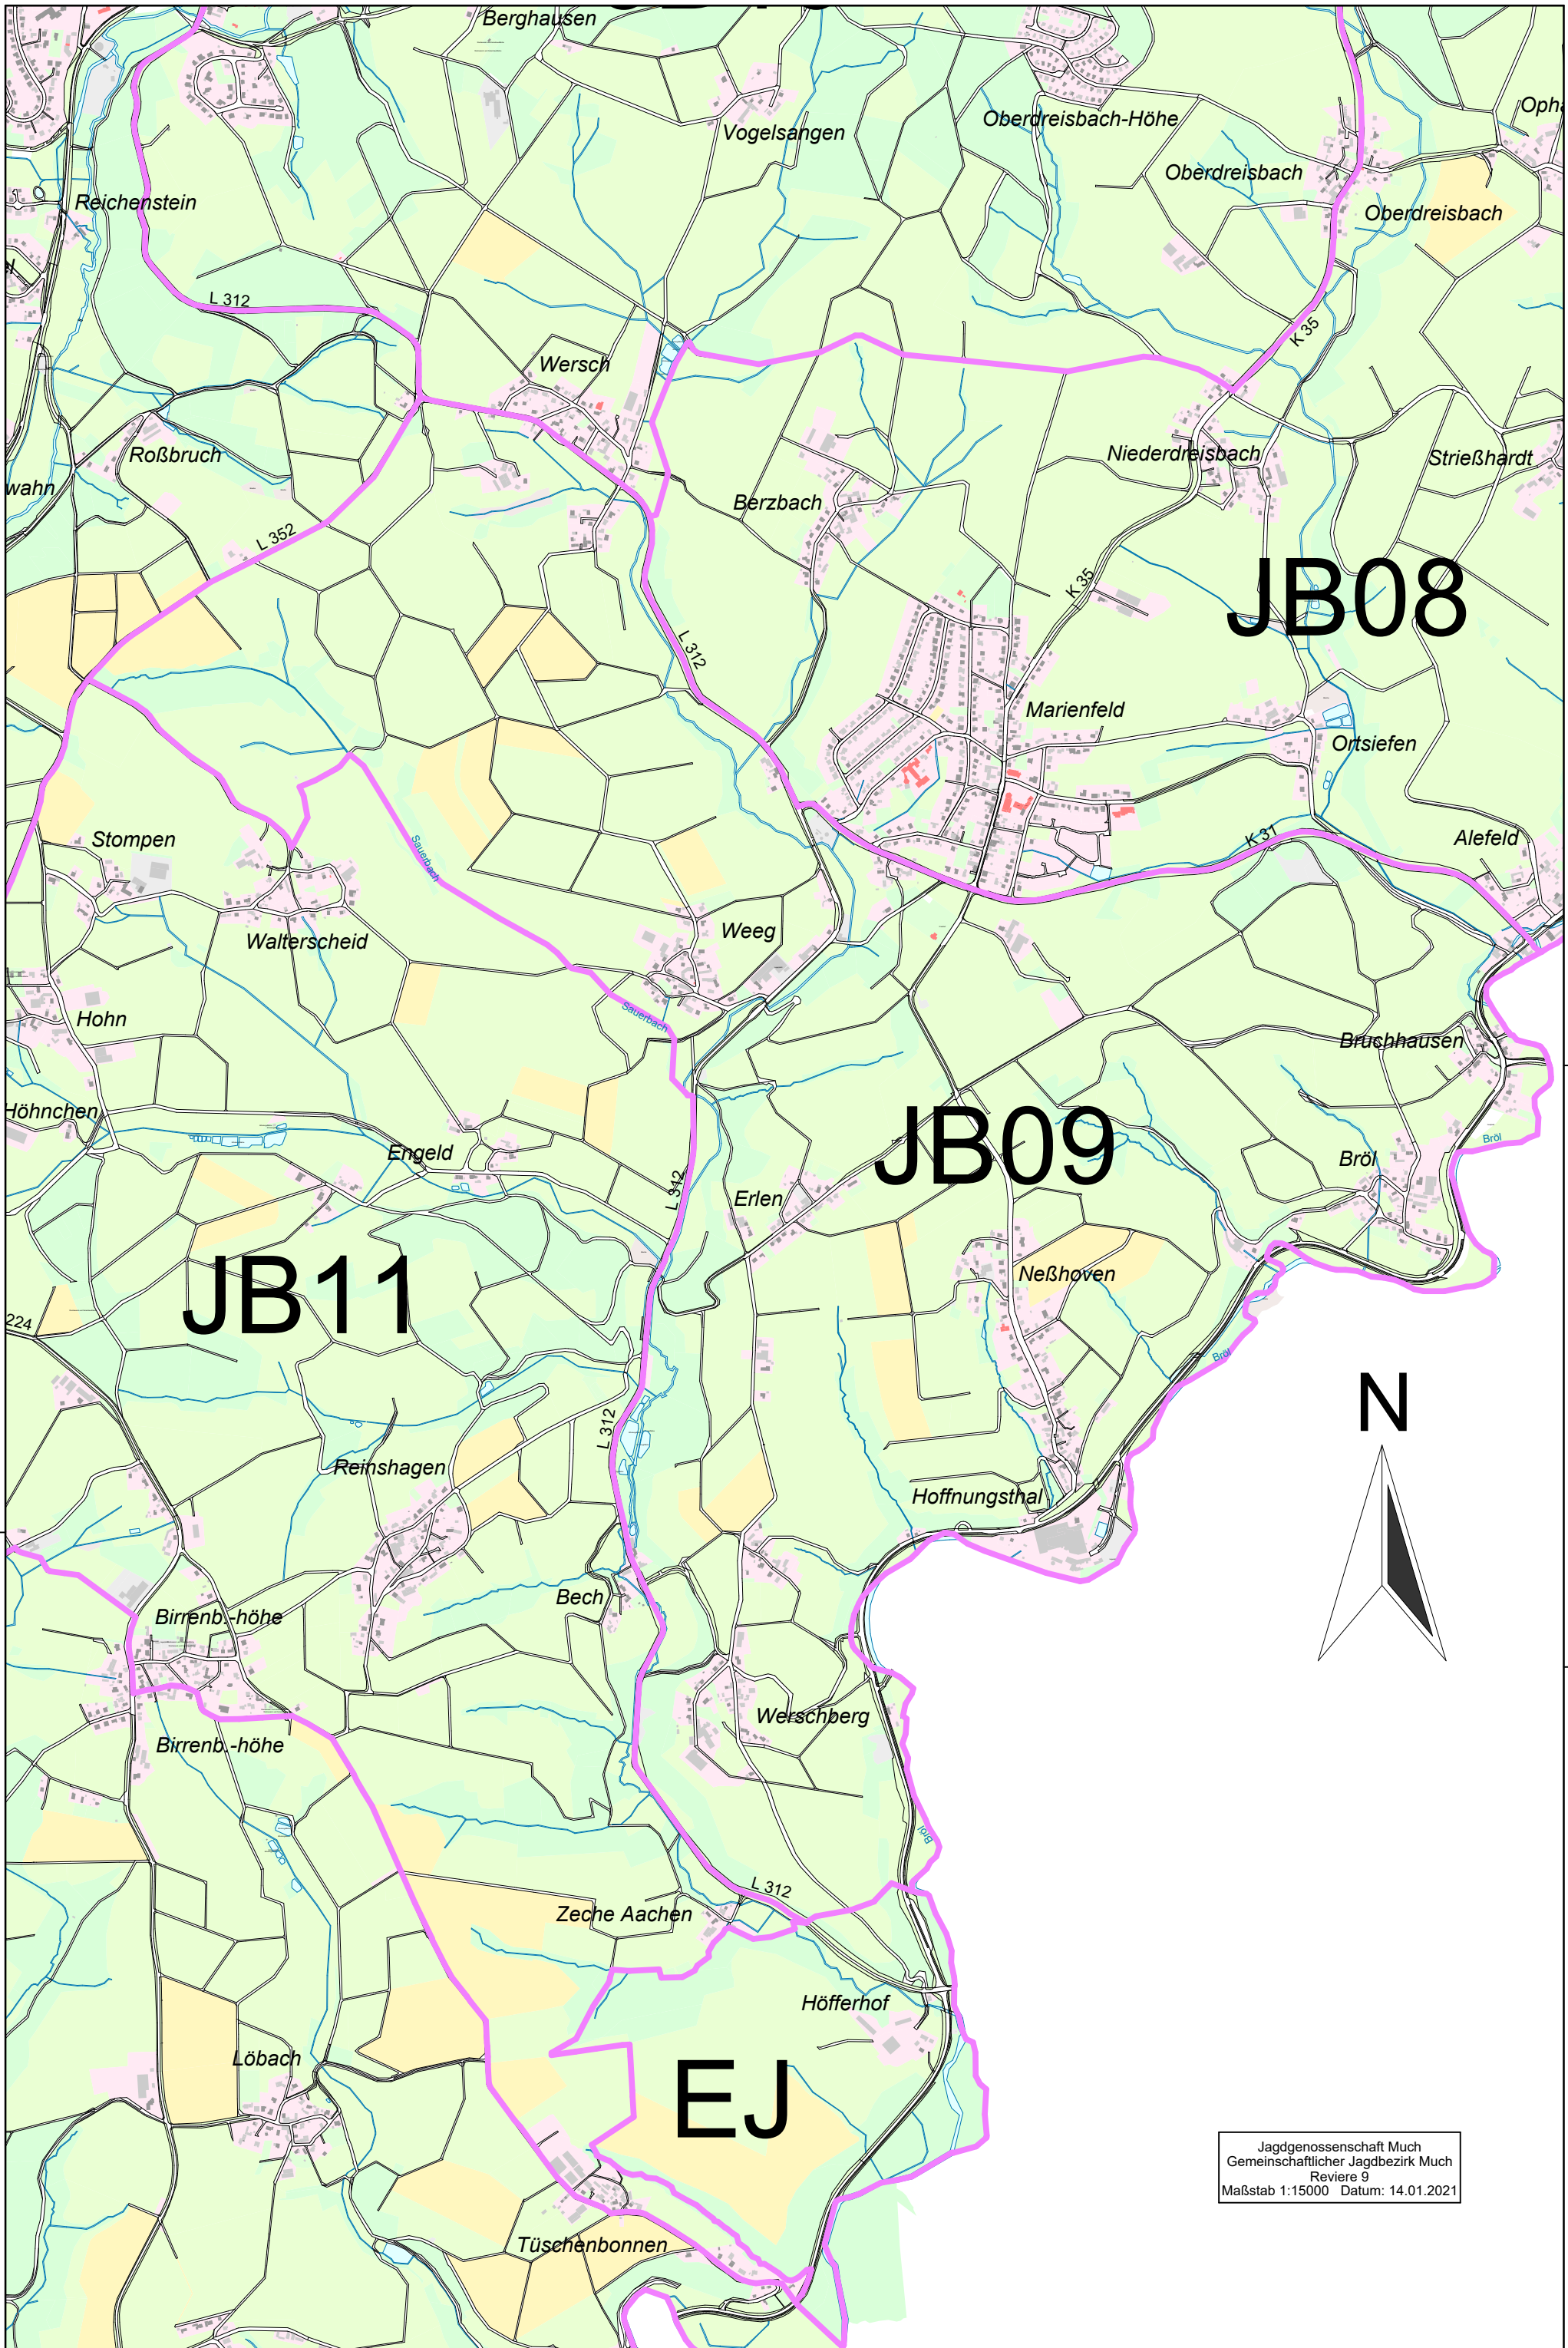 Berghausen
Vogelsangen
Oberdreisbach-Höhe
Oberdreisbach
Oberdreisbach
Reichenstein
L 312
K 35
Wersch
Roßbruch
wahn
L 352
Niederdreisbach
Strießhardt
Berzbach
K 35
JB08
L 312
Marienfeld
Ortsiefen
Stompen
Sauerbach
K 31
Alefeld
Walterscheid
Weeg
Hohn
Sauerbach
Bruchhausen
Höhnchen
JB09
Engeld
Bröl
Bröl
L 312
Erlen
JB11
Neßhoven
224
Bröl
N
L 312
Reinshagen
Hoffnungsthal
Bech
Birrenb.-höhe
Werschberg
Birrenb.-höhe
Bröl
L 312
Zeche Aachen
Höfferhof
Löbach
EJ
Tüschenbonnen
Jagdgenossenschaft Much
Gemeinschaftlicher Jagdbezirk Much
Reviere 9
Maßstab 1:15000 Datum: 14.01.2021